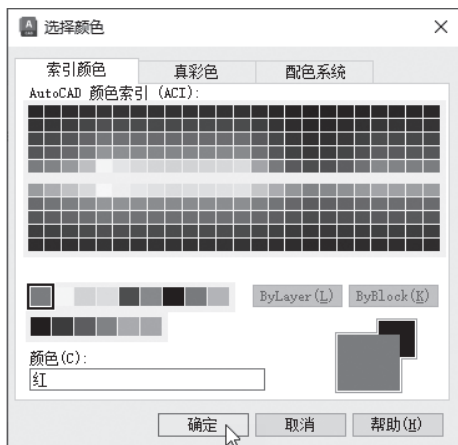 选择颜色
索引颜色 真彩色 配色系统
AutoCAD 颜色索引 (ACI):
ByLayer(L) ByBlock(K)
颜色(C):
红
确定 取消 帮助(H)